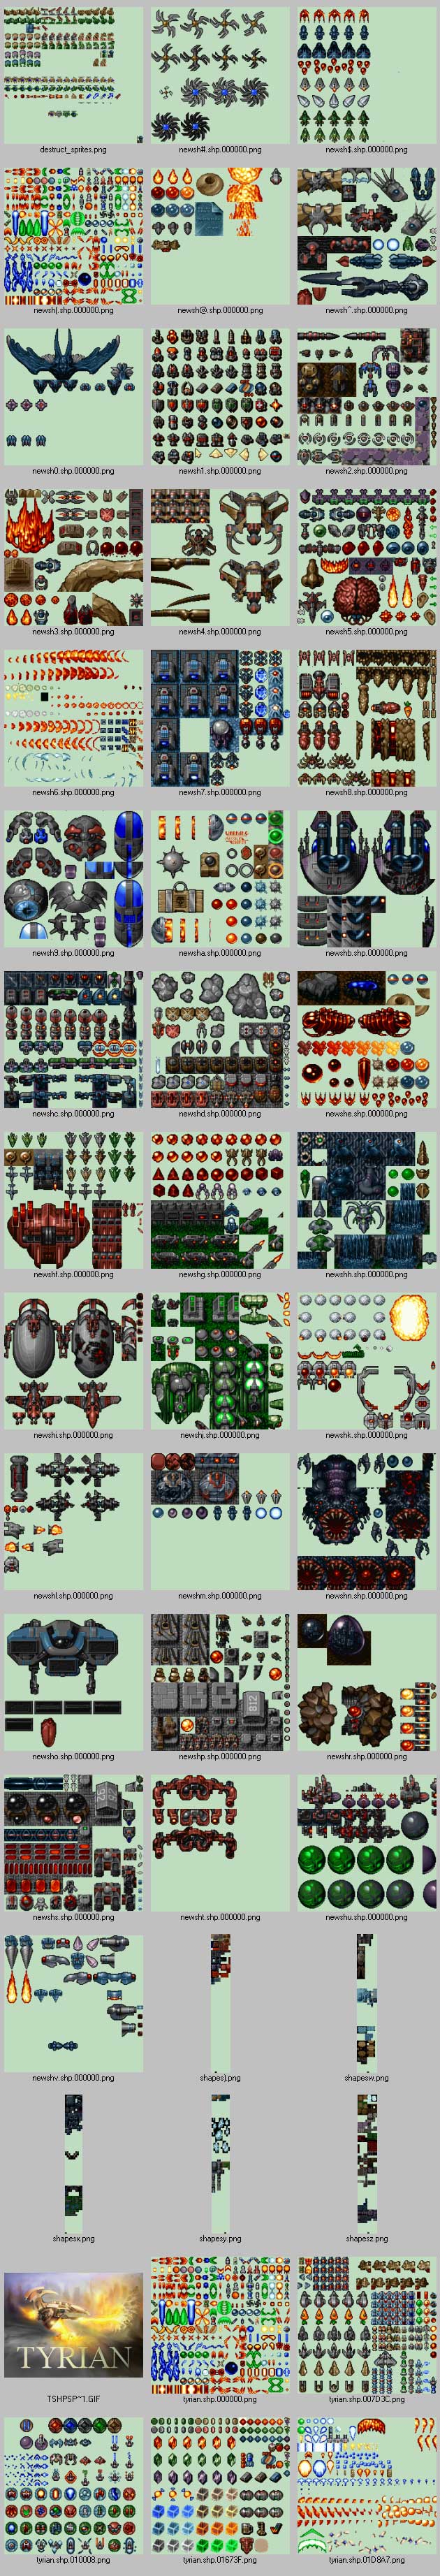 destruct_sprites.png
newsh#.shp.000000.png
newsh$.shp.000000.png
newsh(.shp.000000.png
newsh@.shp.000000.png
newsh^.shp.000000.png
newsh0.shp.000000.png
newsh1.shp.000000.png
newsh2.shp.000000.png
newsh3.shp.000000.png
newsh4.shp.000000.png
newsh5.shp.000000.png
newsh6.shp.000000.png
newsh7.shp.000000.png
newsh8.shp.000000.png
newsh9.shp.000000.png
newsha.shp.000000.png
newshb.shp.000000.png
newshc.shp.000000.png
newshd.shp.000000.png
newshe.shp.000000.png
newshf.shp.000000.png
newshg.shp.000000.png
newshh.shp.000000.png
newshi.shp.000000.png
newshj.shp.000000.png
newshk.shp.000000.png
newshl.shp.000000.png
newshm.shp.000000.png
newshn.shp.000000.png
newsho.shp.000000.png
newshp.shp.000000.png
newshr.shp.000000.png
newshs.shp.000000.png
newsht.shp.000000.png
newshu.shp.000000.png
newshv.shp.000000.png
shapes).png
shapesw.png
shapesx.png
shapesy.png
shapesz.png
TYRIAN
TSHPSP~1.GIF
tyrian.shp.000000.png
tyrian.shp.007D3C.png
tyrian.shp.010008.png
tyrian.shp.01673F.png
tyrian.shp.01D8A7.png